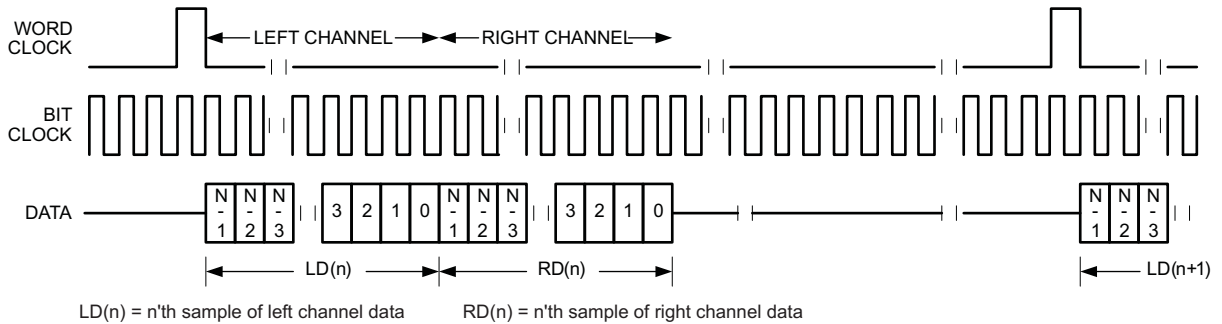 WORD
CLOCK
LEFT CHANNEL
RIGHT CHANNEL
BIT
CLOCK
DATA
N-1 N-2 N-3 3 2 1 0 N-1 N-2 N-3 3 2 1 0 N-1 N-2 N-3
LD(n) RD(n) LD(n+1)
LD(n) = n'th sample of left channel data RD(n) = n'th sample of right channel data